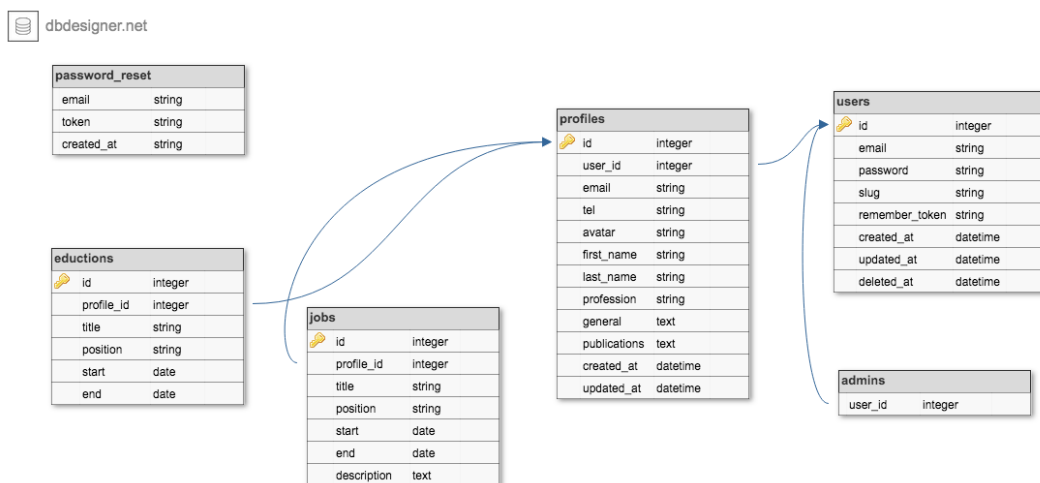 dbdesigner.net
password_reset
email string
token string
created_at string
eductions
id integer
profile_id integer
title string
position string
start date
end date
jobs
id integer
profile_id integer
title string
position string
start date
end date
description text
profiles
id integer
user_id integer
email string
tel string
avatar string
first_name string
last_name string
profession string
general text
publications text
created_at datetime
updated_at datetime
users
id integer
email string
password string
slug string
remember_token string
created_at datetime
updated_at datetime
deleted_at datetime
admins
user_id integer